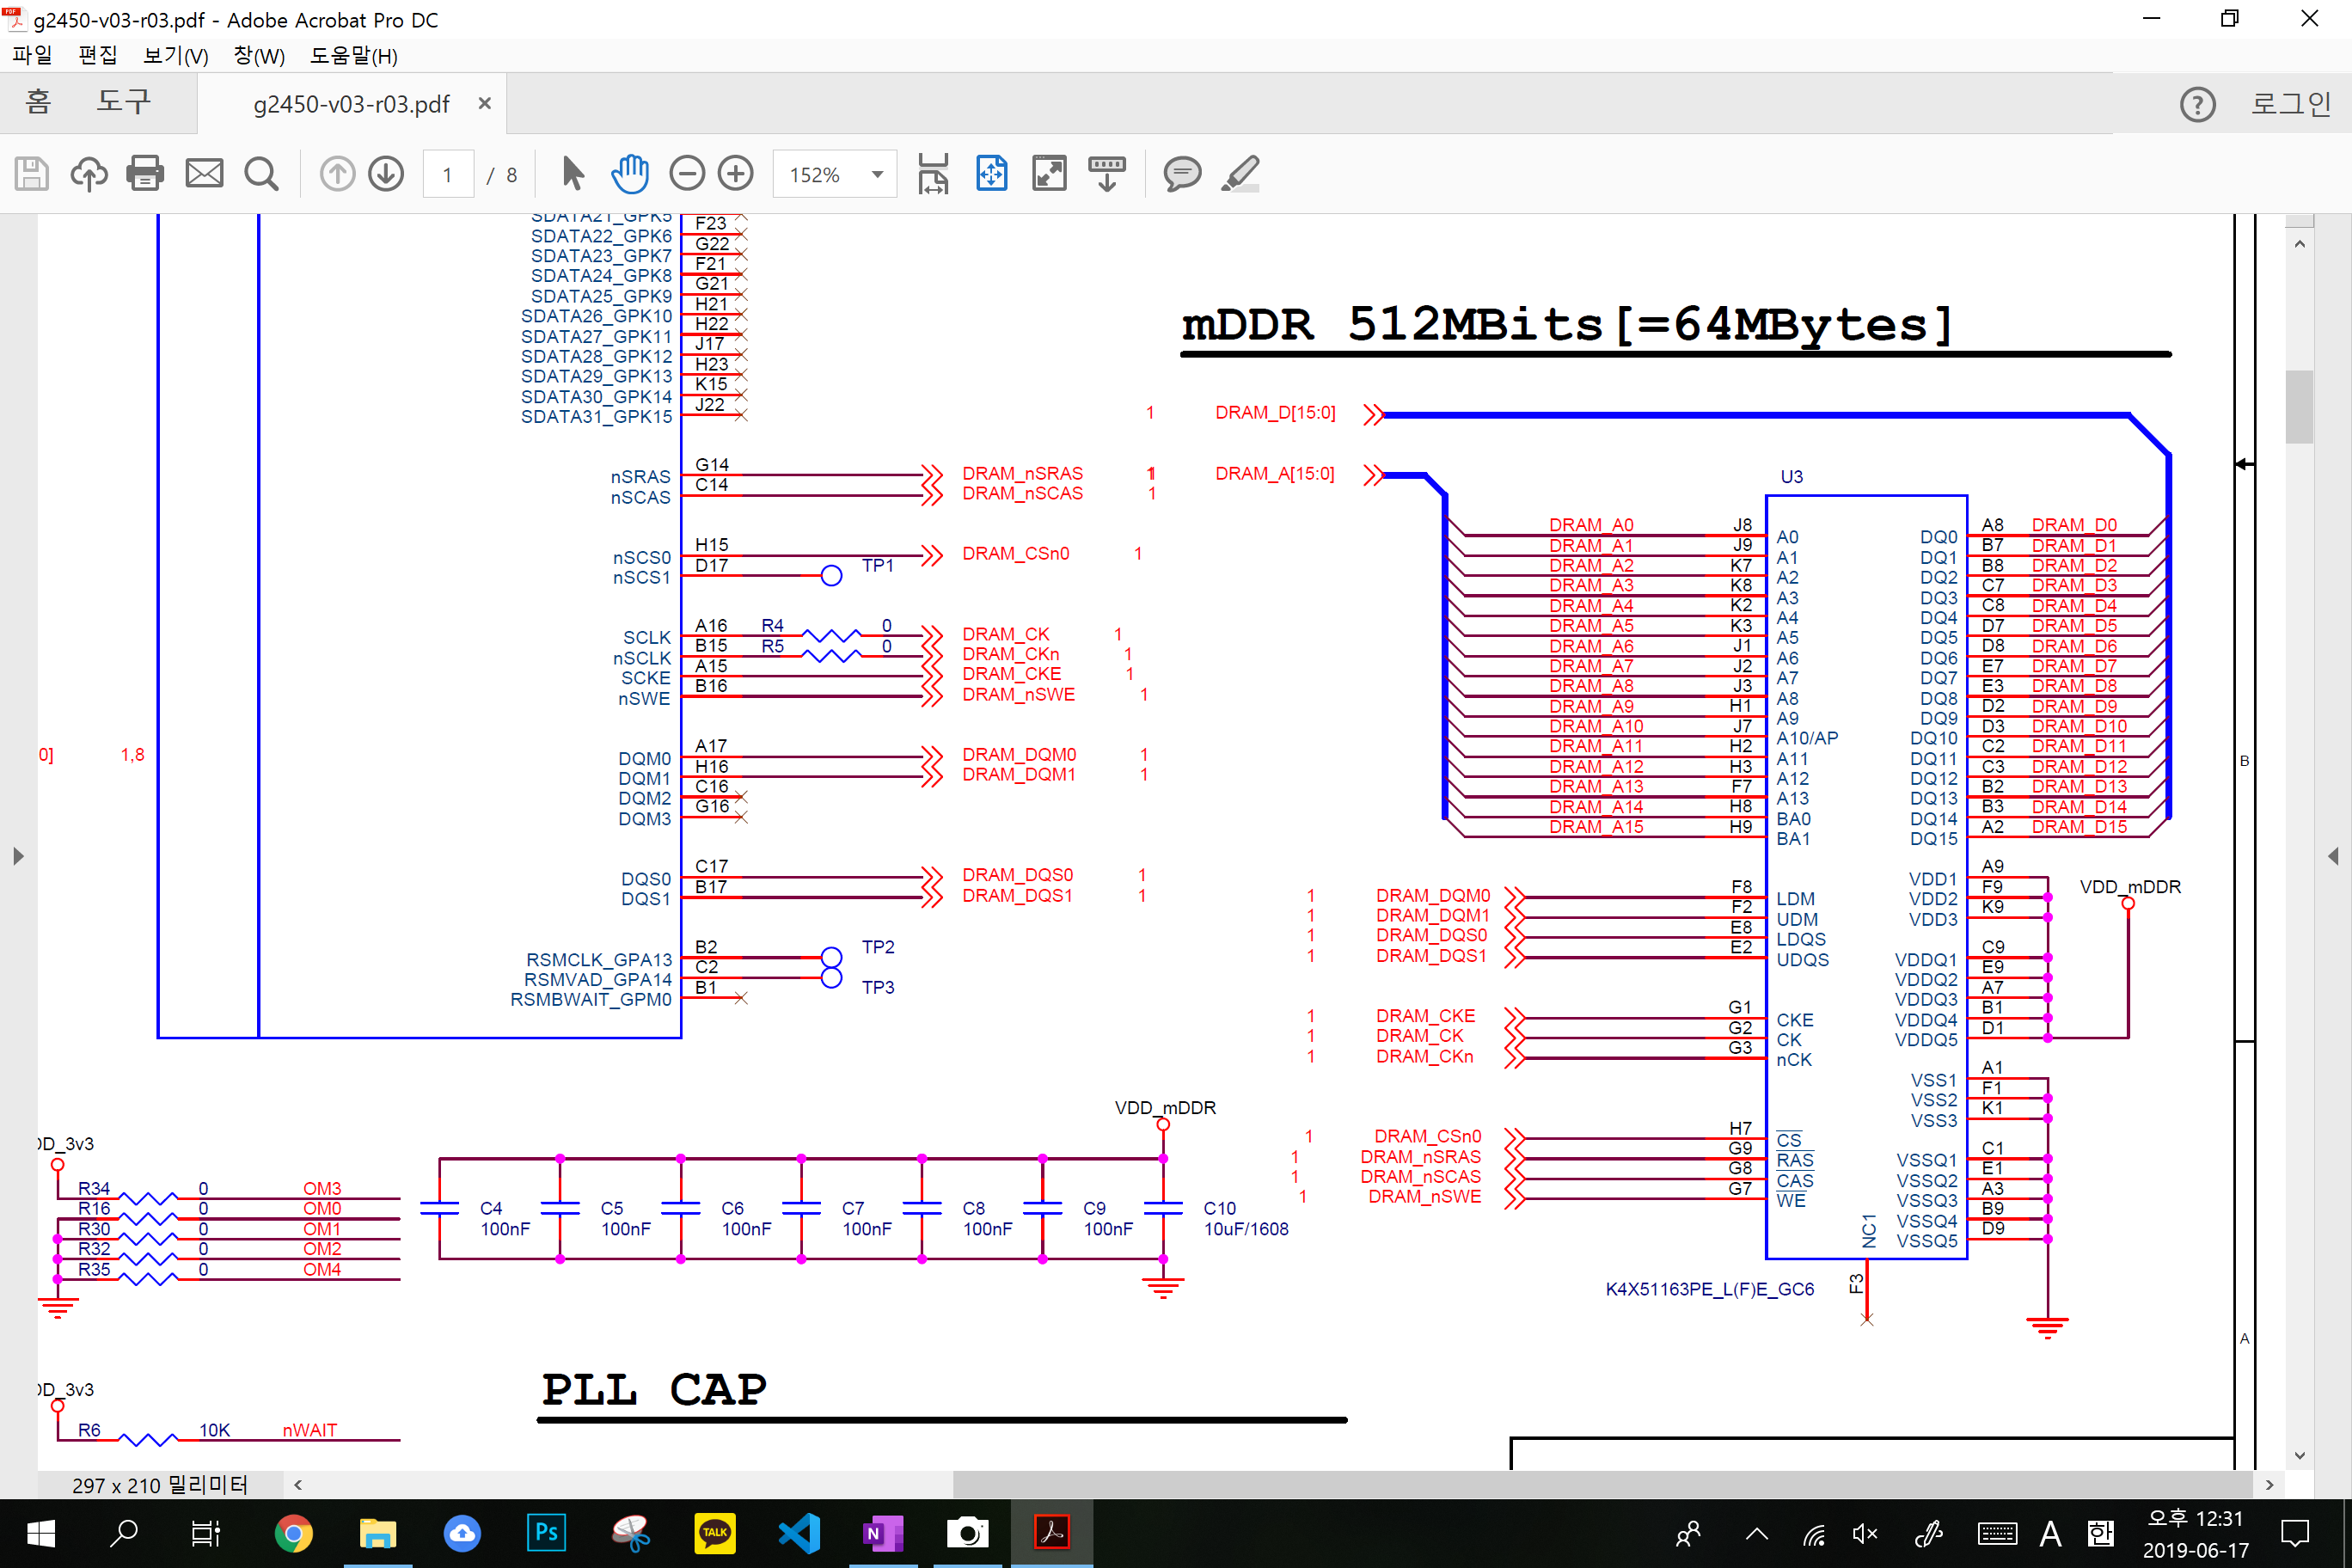 g2450-v03-r03.pdf - Adobe Acrobat Pro DC
파일 편집 보기(V) 창(W) 도움말(H)
홈 도구 g2450-v03-r03.pdf 로그인
1 / 8 152%
SDATA21_GPK5
SDATA22_GPK6 F23
SDATA23_GPK7 G22
SDATA24_GPK8 F21
SDATA25_GPK9 G21
SDATA26_GPK10 H21
SDATA27_GPK11 H22
SDATA28_GPK12 J17
SDATA29_GPK13 H23
SDATA30_GPK14 K15
SDATA31_GPK15 J22
nSRAS G14 DRAM_nSRAS 1
nSCAS C14 DRAM_nSCAS 1
nSCS0 H15 DRAM_CSn0 1
nSCS1 D17 TP1
SCLK A16 R4 0 DRAM_CK 1
nSCLK B15 R5 0 DRAM_CKn 1
SCKE A15 DRAM_CKE 1
nSWE B16 DRAM_nSWE 1
0] 1,8
DQM0 A17 DRAM_DQM0 1
DQM1 H16 DRAM_DQM1 1
DQM2 C16
DQM3 G16
DQS0 C17 DRAM_DQS0 1
DQS1 B17 DRAM_DQS1 1
RSMCLK_GPA13 B2 TP2
RSMVAD_GPA14 C2 TP3
RSMBWAIT_GPM0 B1
mDDR 512MBits[=64MBytes]
1 DRAM_D[15:0]
1 DRAM_A[15:0]
U3
DRAM_A0 J8 A0 DQ0 A8 DRAM_D0
DRAM_A1 J9 A1 DQ1 B7 DRAM_D1
DRAM_A2 K7 A2 DQ2 B8 DRAM_D2
DRAM_A3 K8 A3 DQ3 C7 DRAM_D3
DRAM_A4 K2 A4 DQ4 C8 DRAM_D4
DRAM_A5 K3 A5 DQ5 D7 DRAM_D5
DRAM_A6 J1 A6 DQ6 D8 DRAM_D6
DRAM_A7 J2 A7 DQ7 E7 DRAM_D7
DRAM_A8 J3 A8 DQ8 E3 DRAM_D8
DRAM_A9 H1 A9 DQ9 D2 DRAM_D9
DRAM_A10 J7 A10/AP DQ10 D3 DRAM_D10
DRAM_A11 H2 A11 DQ11 C2 DRAM_D11
DRAM_A12 H3 A12 DQ12 C3 DRAM_D12
DRAM_A13 F7 A13 DQ13 B2 DRAM_D13
DRAM_A14 H8 BA0 DQ14 B3 DRAM_D14
DRAM_A15 H9 BA1 DQ15 A2 DRAM_D15
B
VDD1 A9
VDD2 F9
VDD3 K9
VDD_mDDR
1 DRAM_DQM0 F8 LDM
1 DRAM_DQM1 F2 UDM
1 DRAM_DQS0 E8 LDQS
1 DRAM_DQS1 E2 UDQS
VDDQ1 C9
VDDQ2 E9
VDDQ3 A7
VDDQ4 B1
VDDQ5 D1
1 DRAM_CKE G1 CKE
1 DRAM_CK G2 CK
1 DRAM_CKn G3 nCK
VSS1 A1
VSS2 F1
VSS3 K1
1 DRAM_CSn0 H7 CS
1 DRAM_nSRAS G9 RAS
1 DRAM_nSCAS G8 CAS
1 DRAM_nSWE G7 WE
VSSQ1 C1
VSSQ2 E1
VSSQ3 A3
VSSQ4 B9
VSSQ5 D9
NC1
F3
K4X51163PE_L(F)E_GC6
A
VDD_mDDR
DD_3v3
R34 0 OM3
R16 0 OM0
R30 0 OM1
R32 0 OM2
R35 0 OM4
C4 C5 C6 C7 C8 C9 C10
100nF 100nF 100nF 100nF 100nF 100nF 10uF/1608
PLL CAP
DD_3v3
R6 10K nWAIT
297 x 210 밀리미터
Ps TALK N A 한
오후 12:31
2019-06-17